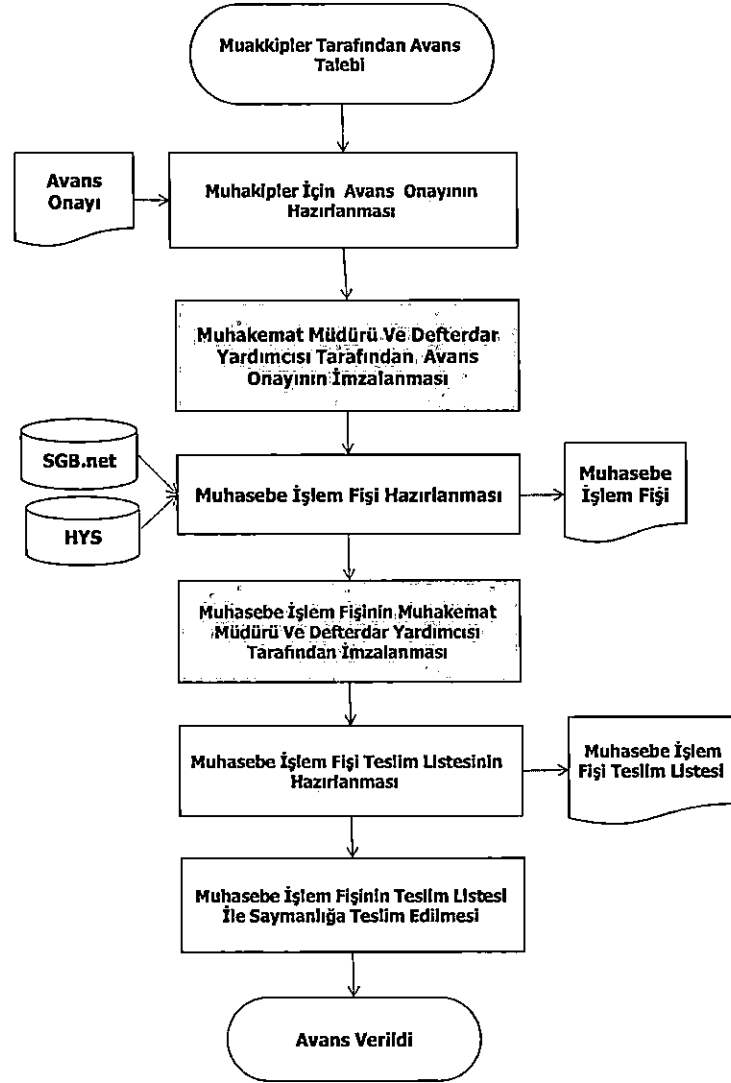 Muakkipler Tarafından Avans
Talebi
Avans
Onayı
Muhakipler İçin Avans Onayının
Hazırlanması
Muhakemat Müdürü Ve Defterdar
Yardımcısı Tarafından Avans
Onayının İmzalanması
SGB.net
HYS
Muhasebe İşlem Fişi Hazırlanması
Muhasebe
İşlem Fişi
Muhasebe İşlem Fişinin Muhakemat
Müdürü Ve Defterdar Yardımcısı
Tarafından İmzalanması
Muhasebe İşlem Fişi Teslim Listesinin
Hazırlanması
Muhasebe İşlem
Fişi Teslim Listesi
Muhasebe İşlem Fişinin Teslim Listesi
İle Saymanlığa Teslim Edilmesi
Avans Verildi